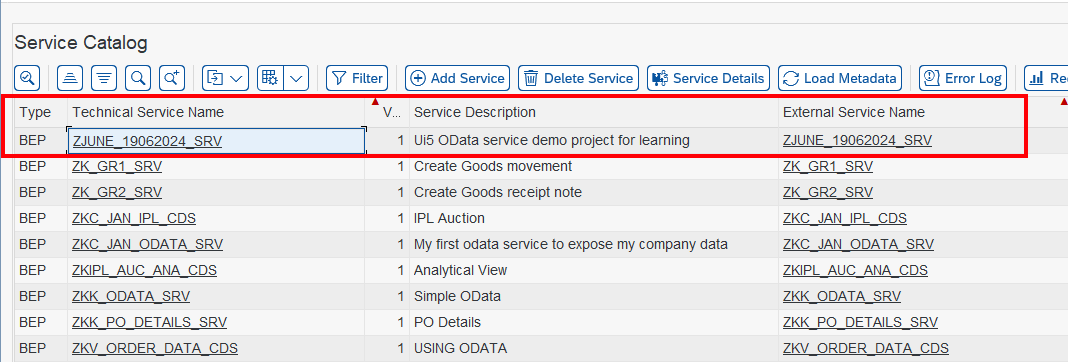 Service Catalog
Filter Add Service Delete Service Service Details Load Metadata Error Log
Type Technical Service Name V... Service Description External Service Name
BEP ZJUNE_19062024_SRV 1 Ui5 OData service demo project for learning ZJUNE_19062024_SRV
BEP ZK_GR1_SRV 1 Create Goods movement ZK_GR1_SRV
BEP ZK_GR2_SRV 1 Create Goods receipt note ZK_GR2_SRV
BEP ZKC_JAN_IPL_CDS 1 IPL Auction ZKC_JAN_IPL_CDS
BEP ZKC_JAN_ODATA_SRV 1 My first odata service to expose my company data ZKC_JAN_ODATA_SRV
BEP ZKIPL_AUC_ANA_CDS 1 Analytical View ZKIPL_AUC_ANA_CDS
BEP ZKK_ODATA_SRV 1 Simple OData ZKK_ODATA_SRV
BEP ZKK_PO_DETAILS_SRV 1 PO Details ZKK_PO_DETAILS_SRV
BEP ZKV_ORDER_DATA_CDS 1 USING ODATA ZKV_ORDER_DATA_CDS